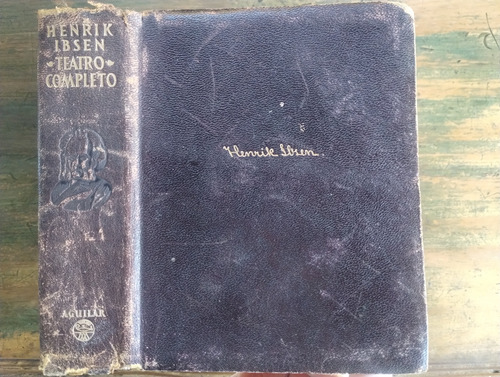 HENRIK
IBSEN
TEATRO
COMPLETO
AGUILAR
Henrik Ibsen.